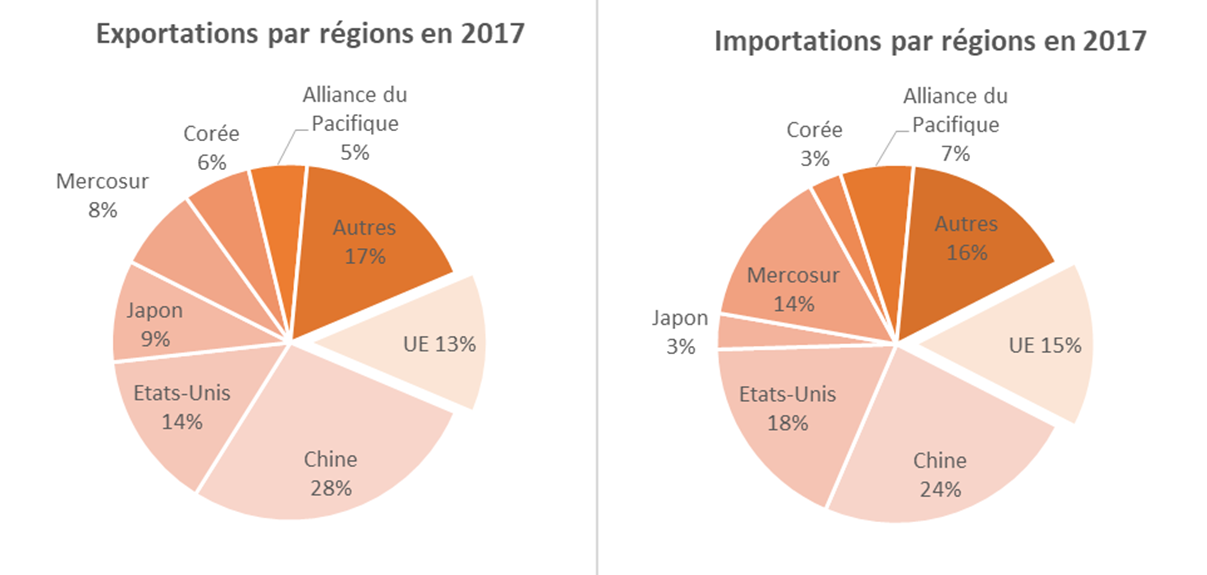 Exportations par régions en 2017
Alliance du
Pacifique
5%
Corée
6%
Mercosur
8%
Autres
17%
Japon
9%
UE 13%
Etats-Unis
14%
Chine
28%
Importations par régions en 2017
Alliance du
Pacifique
7%
Corée
3%
Autres
16%
Mercosur
14%
Japon
3%
UE 15%
Etats-Unis
18%
Chine
24%